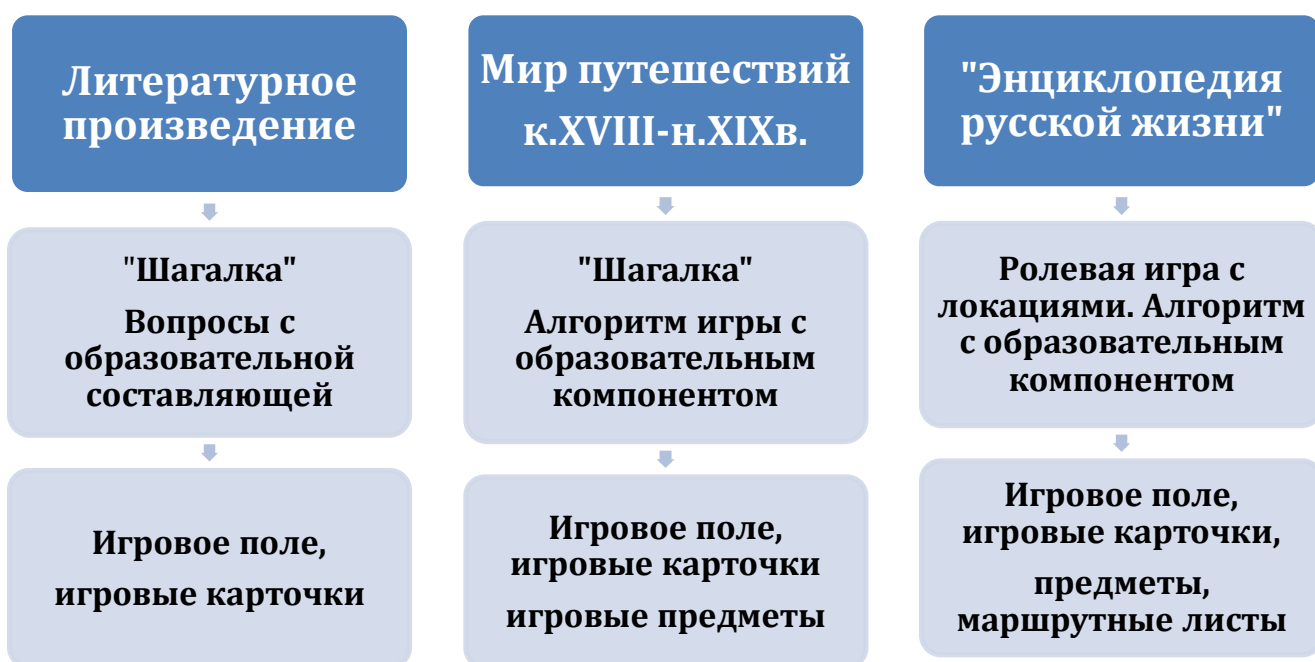 Литературное
произведение
"Шагалка"
Вопросы с
образовательной
составляющей
Игровое поле,
игровые карточки
Мир путешествий
к.XVIII-н.XIXв.
"Шагалка"
Алгоритм игры с
образовательным
компонентом
Игровое поле,
игровые карточки
игровые предметы
"Энциклопедия
русской жизни"
Ролевая игра с
локациями. Алгоритм
с образовательным
компонентом
Игровое поле,
игровые карточки,
предметы,
маршрутные листы